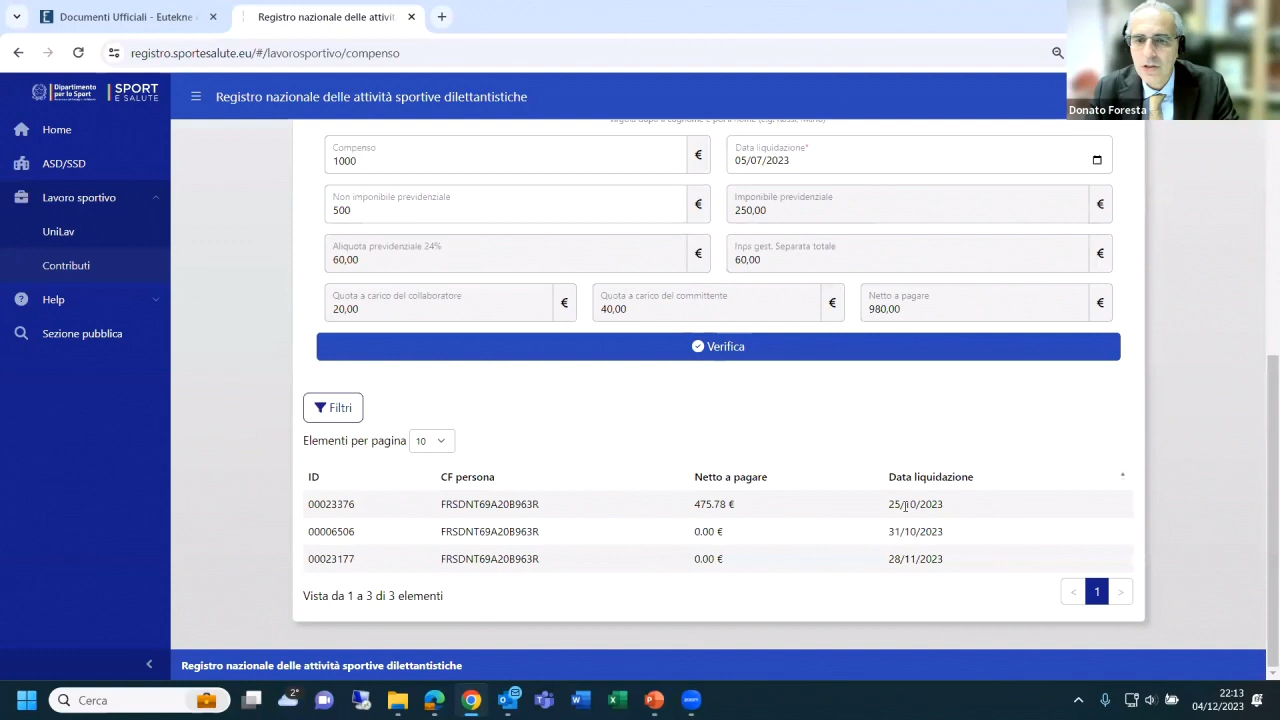 Documenti Ufficiali - Eutekne
Registro nazionale delle attivit
registro.sportesalute.eu/#/lavorosportivo/compenso
Donato Foresta
Dipartimento
per lo Sport
SPORT
E SALUTE
Registro nazionale delle attività sportive dilettantistiche
Home
ASD/SSD
Lavoro sportivo
UniLav
Contributi
Help
Sezione pubblica
Compenso
1000
€
Data liquidazione*
05/07/2023
Non imponibile previdenziale
500
€
Imponibile previdenziale
250,00
€
Aliquota previdenziale 24%
60,00
€
Inps gest. Separata totale
60,00
€
Quota a carico del collaboratore
20,00
€
Quota a carico del committente
40,00
€
Netto a pagare
980,00
€
Verifica
Filtri
Elementi per pagina 10
ID CF persona Netto a pagare Data liquidazione
00023376 FRSDNT69A20B963R 475.78 € 25/10/2023
00006506 FRSDNT69A20B963R 0.00 € 31/10/2023
00023177 FRSDNT69A20B963R 0.00 € 28/11/2023
Vista da 1 a 3 di 3 elementi
< 1 >
Registro nazionale delle attività sportive dilettantistiche
Cerca
22:13
04/12/2023